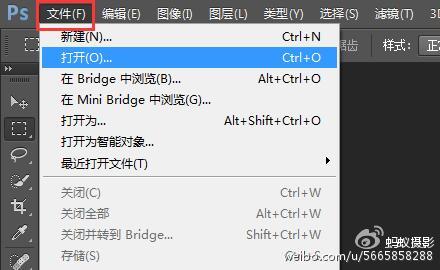 Ps 文件(F) 编辑(E) 图像(I) 图层(L) 类型(Y) 选择(S) 滤镜(T) 3D
新建(N)... Ctrl+N
打开(O)... Ctrl+O
锯齿 样式: 正
在 Bridge 中浏览(B)... Alt+Ctrl+O
在 Mini Bridge 中浏览(G)...
打开为... Alt+Shift+Ctrl+O
打开为智能对象...
最近打开文件(T)
关闭(C) Ctrl+W
关闭全部 Alt+Ctrl+W
关闭并转到 Bridge... Shift+Ctrl+W
存储(S)
蚂蚁摄影
weibo.com/u/5665858288